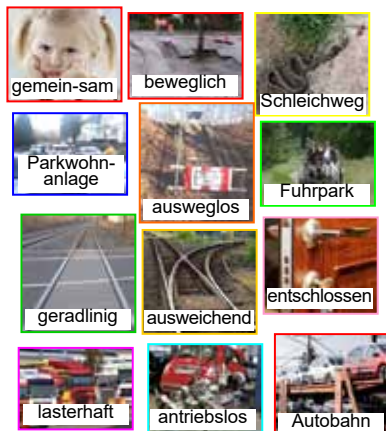 gemein-sam
beweglich
Schleichweg
Parkwohn-
anlage
ausweglos
Fuhrpark
geradlinig
ausweichend
entschlossen
lasterhaft
antriebslos
Autobahn